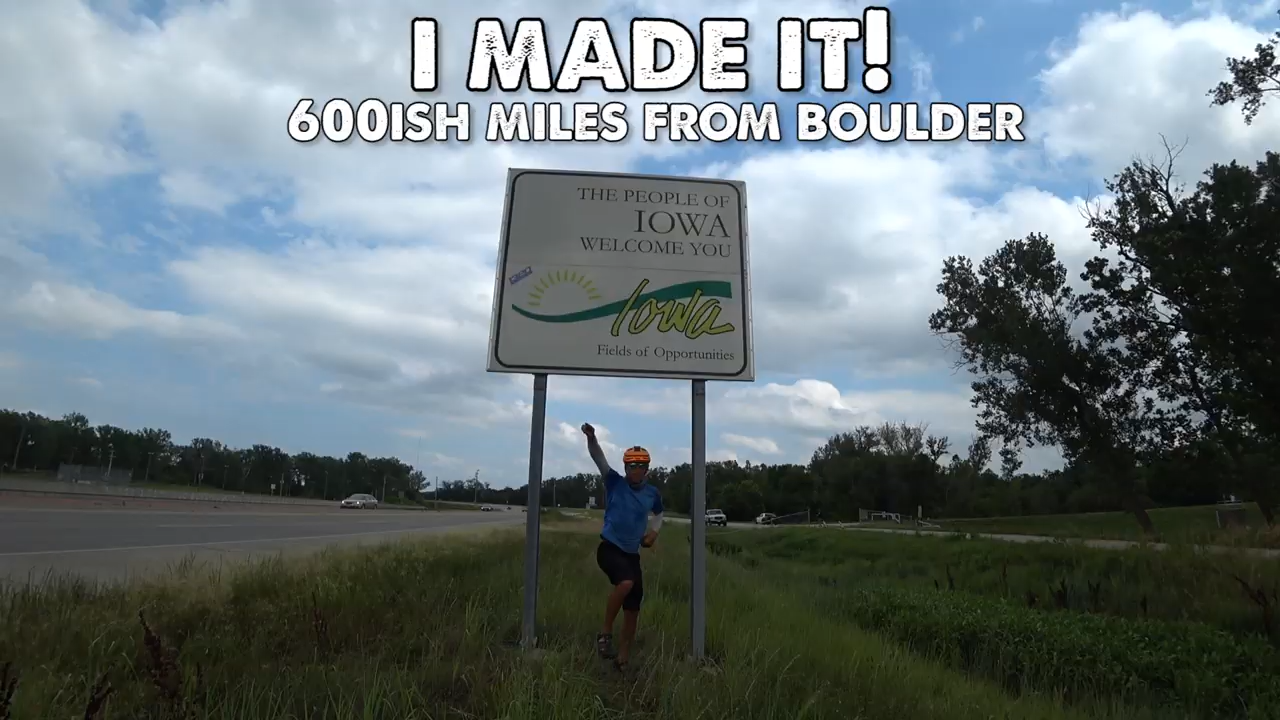 I MADE IT!
600ISH MILES FROM BOULDER
THE PEOPLE OF
IOWA
WELCOME YOU
Iowa
Fields of Opportunities